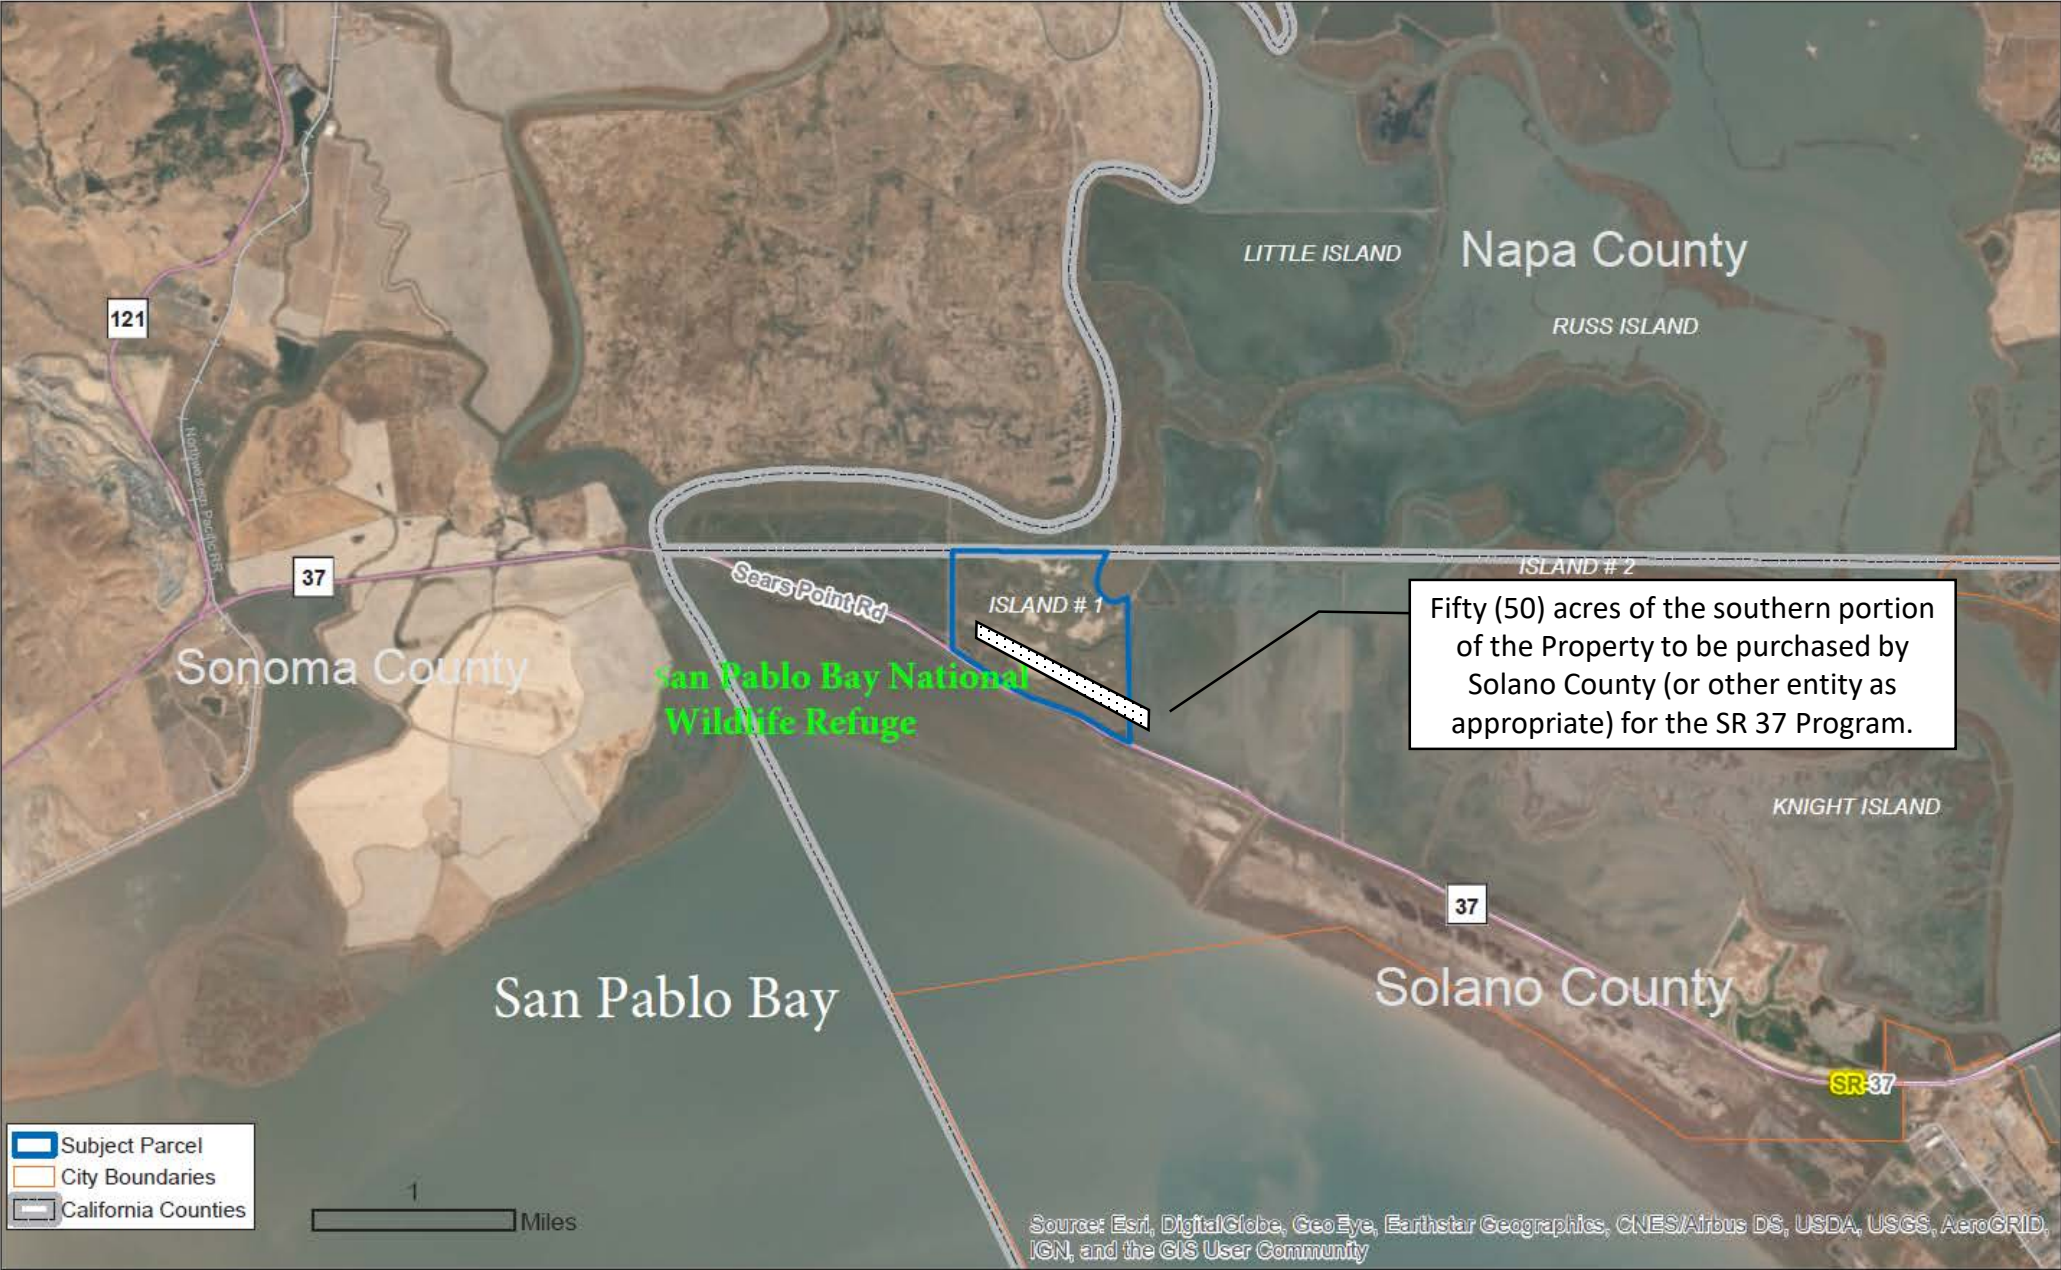 LITTLE ISLAND
Napa County
RUSS ISLAND
121
Northwestern Pacific RR
37
ISLAND # 2
Sears Point Rd
ISLAND # 1
Fifty (50) acres of the southern portion
of the Property to be purchased by
Solano County (or other entity as
appropriate) for the SR 37 Program.
Sonoma County
San Pablo Bay National
Wildlife Refuge
KNIGHT ISLAND
37
San Pablo Bay
Solano County
SR-37
Subject Parcel
City Boundaries
California Counties
1
Miles
Source: Esri, DigitalGlobe, GeoEye, Earthstar Geographics, CNES/Airbus DS, USDA, USGS, AeroGRID,
IGN, and the GIS User Community